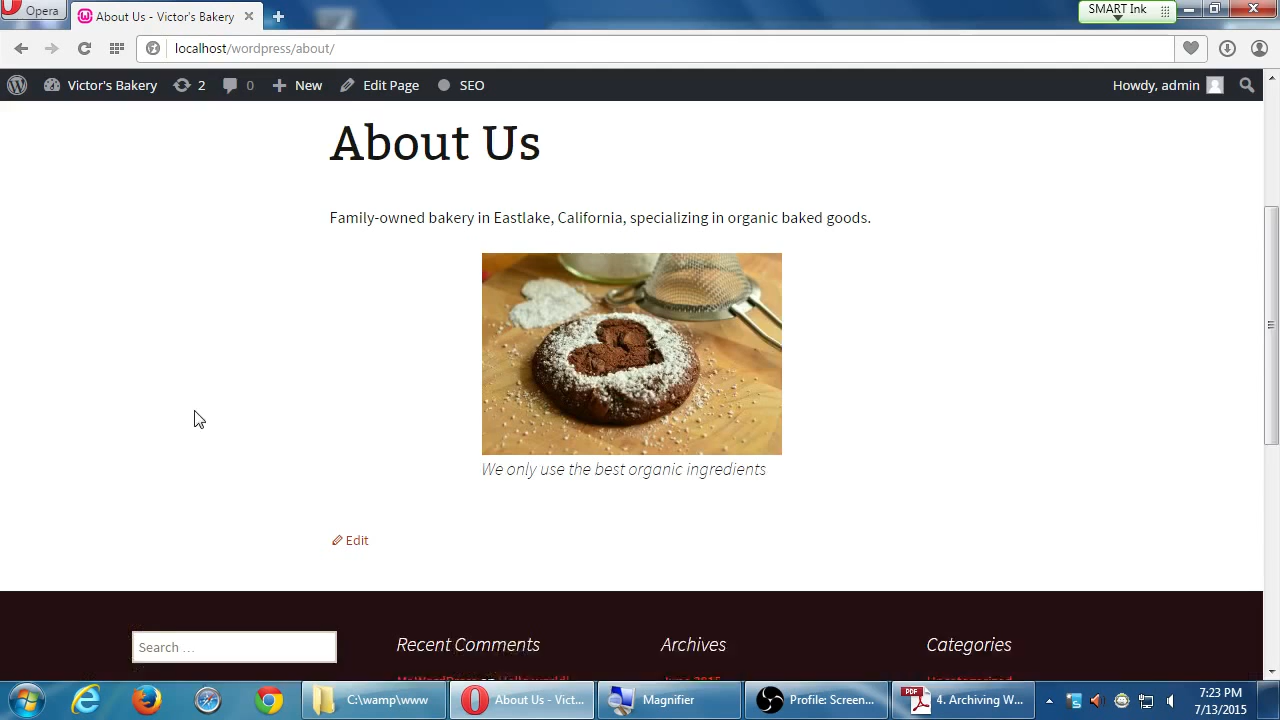 Opera
About Us - Victor's Bakery
SMART Ink
localhost/wordpress/about/
Victor's Bakery
2
0
New
Edit Page
SEO
Howdy, admin
About Us
Family-owned bakery in Eastlake, California, specializing in organic baked goods.
We only use the best organic ingredients
Edit
Search …
Recent Comments
Archives
Categories
C:\wamp\www
About Us - Vict...
Magnifier
Profile: Screen...
PDF
4. Archiving W...
7:23 PM
7/13/2015